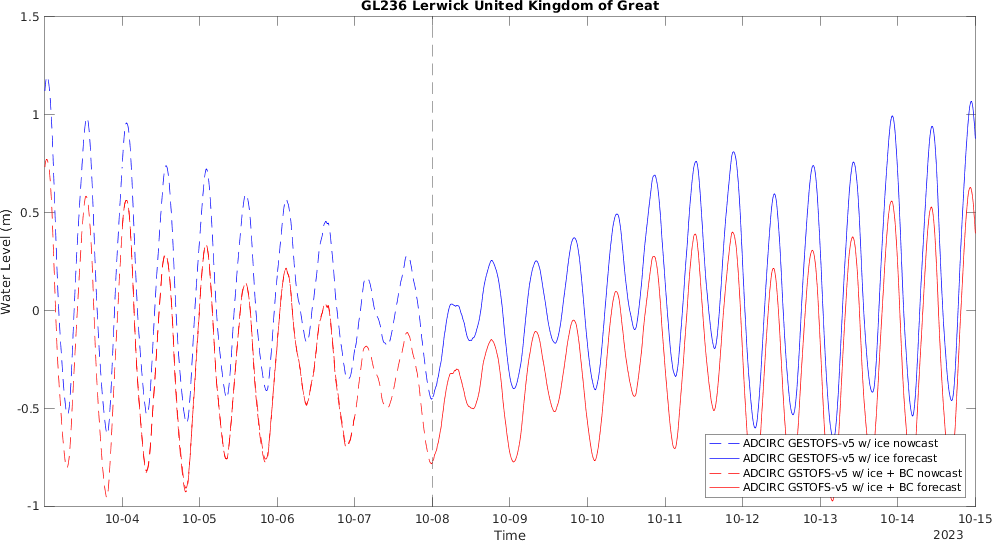 GL236 Lerwick United Kingdom of Great
Water Level (m)
1.5
1
0.5
0
-0.5
-1
ADCIRC GESTOFS-v5 w/ ice nowcast
ADCIRC GESTOFS-v5 w/ ice forecast
ADCIRC GSTOFS-v5 w/ ice + BC nowcast
ADCIRC GSTOFS-v5 w/ ice + BC forecast
10-04 10-05 10-06 10-07 10-08 10-09 10-10 10-11 10-12 10-13 10-14 10-15
Time
2023